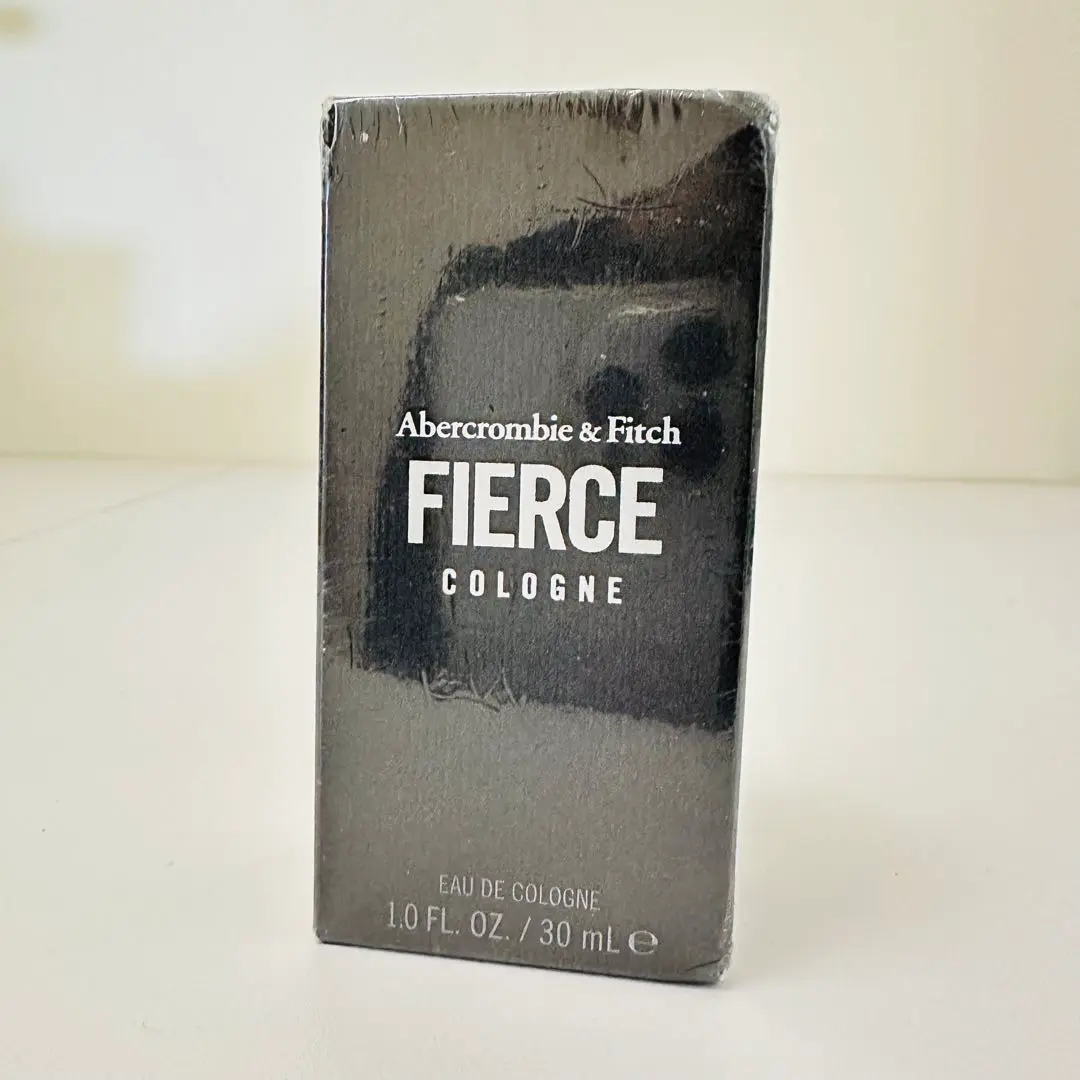 Abercrombie & Fitch
FIERCE
COLOGNE
EAU DE COLOGNE
1.0 FL. OZ. / 30 mL ℮